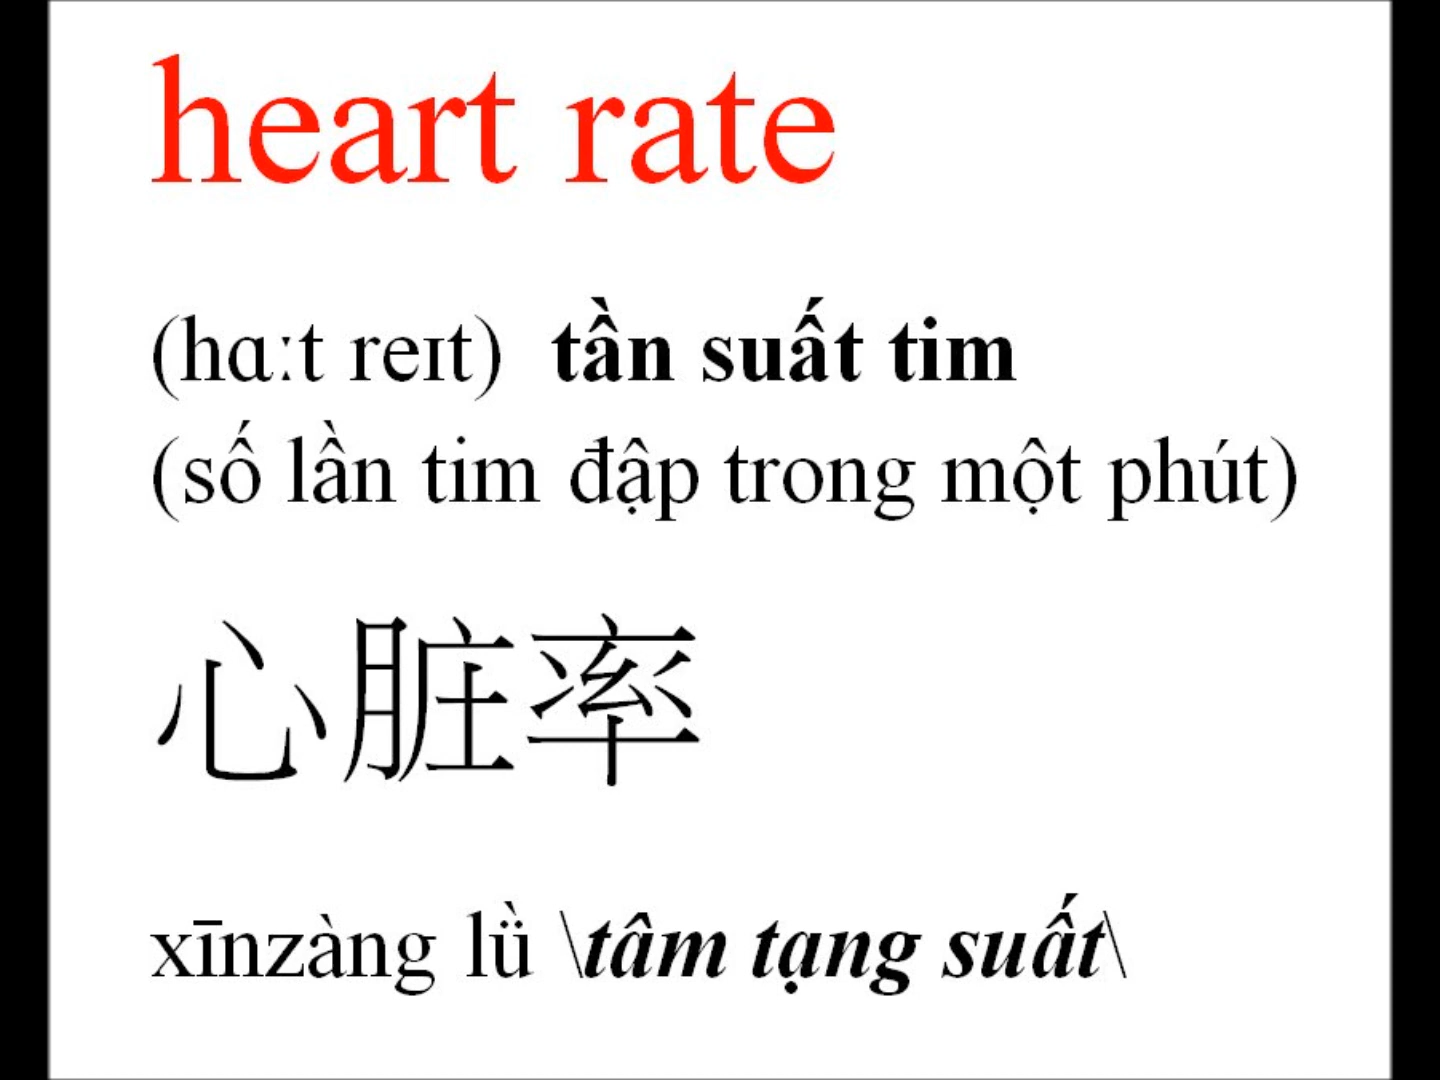 heart rate
(hɑːt reɪt) tần suất tim
(số lần tim đập trong một phút)
心脏率
xīnzàng lǜ \tâm tạng suất\